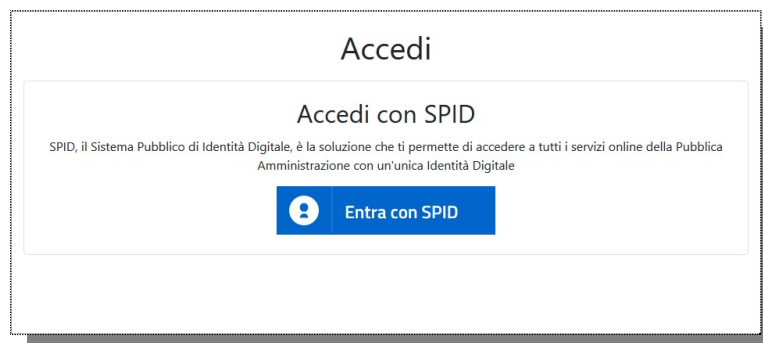 Accedi
Accedi con SPID
SPID, il Sistema Pubblico di Identità Digitale, è la soluzione che ti permette di accedere a tutti i servizi online della Pubblica
Amministrazione con un'unica Identità Digitale
Entra con SPID